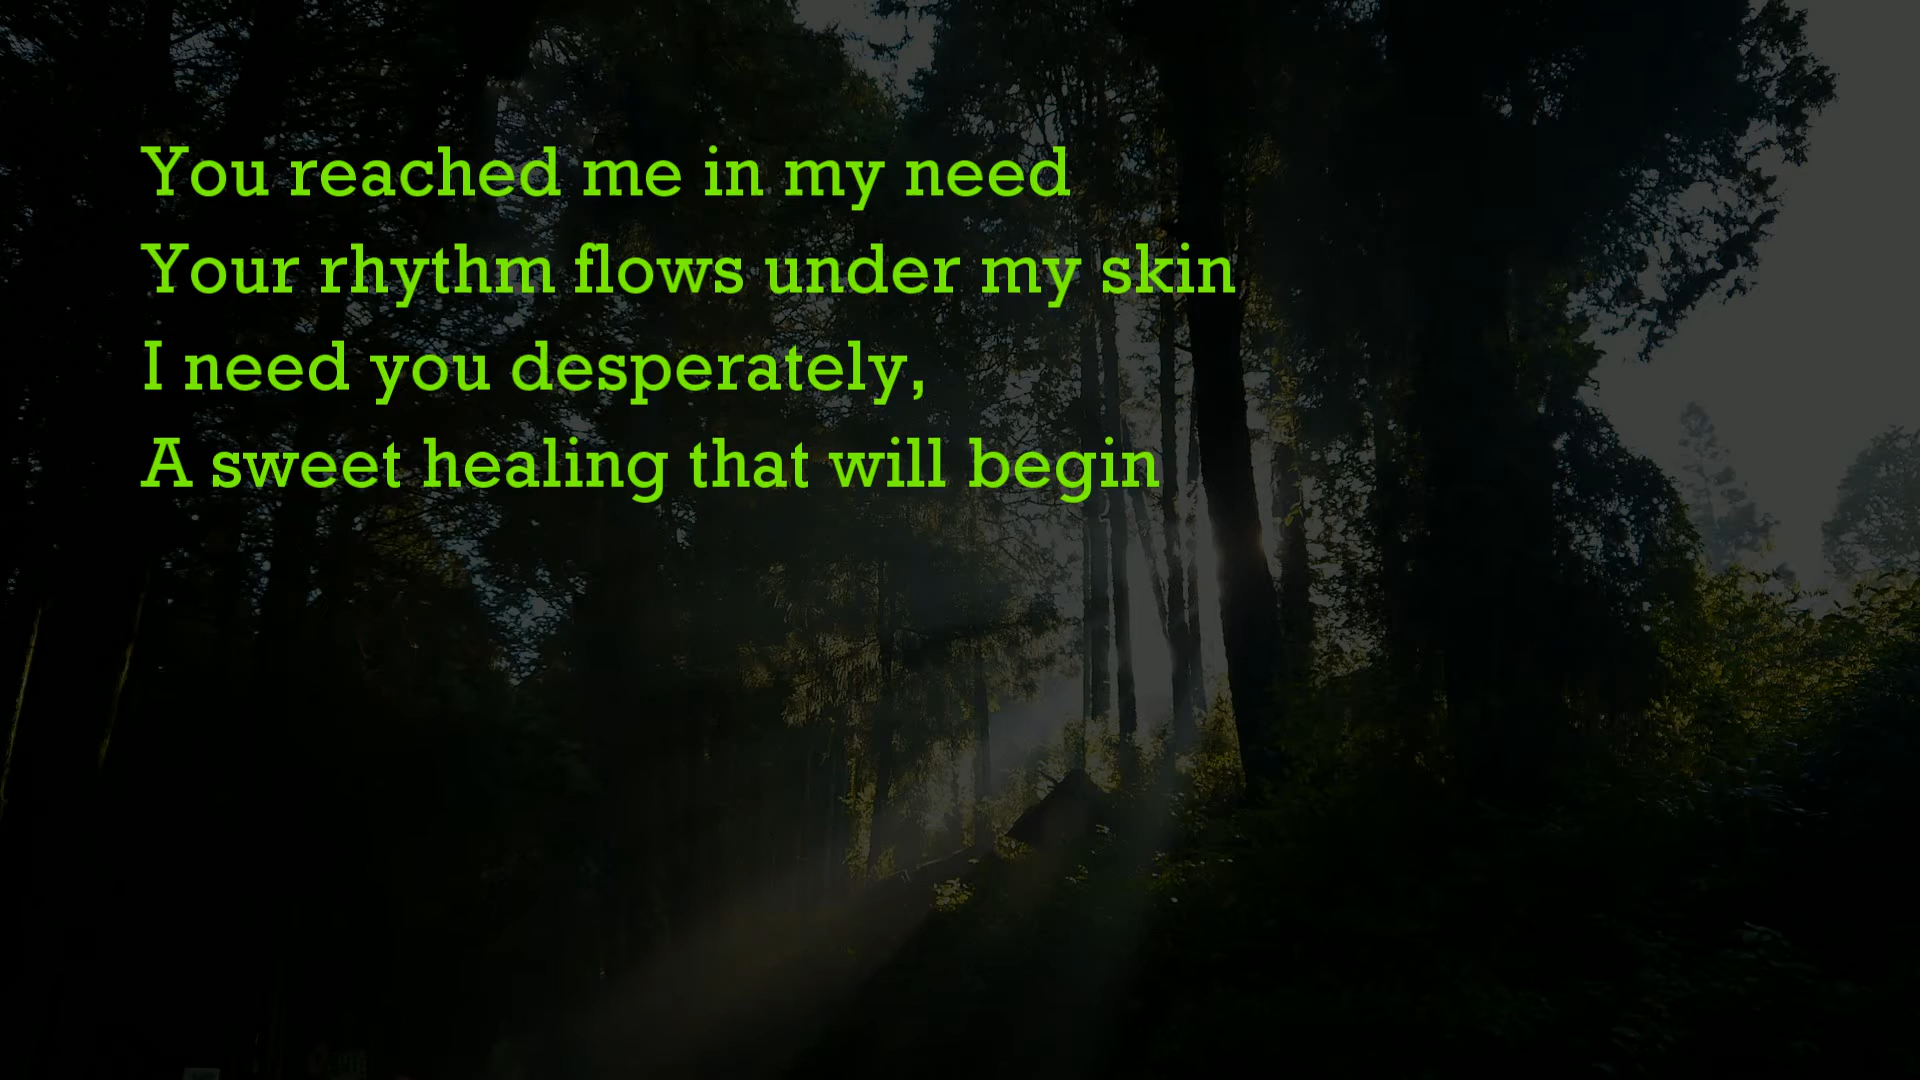 You reached me in my need
Your rhythm flows under my skin
I need you desperately,
A sweet healing that will begin